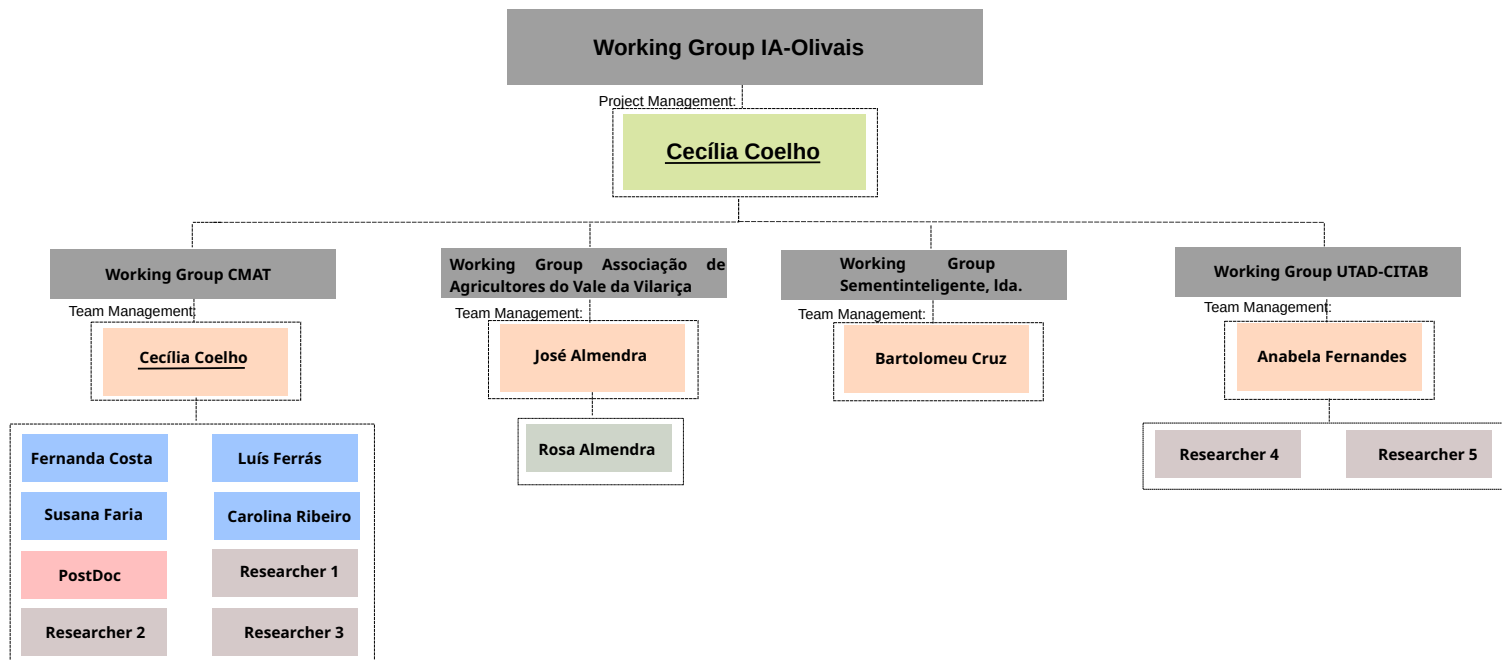 Working Group IA-Olivais
Project Management:
Cecília Coelho
Working Group CMAT
Team Management:
Cecília Coelho
Fernanda Costa
Luís Ferrás
Susana Faria
Carolina Ribeiro
PostDoc
Researcher 1
Researcher 2
Researcher 3
Working Group Associação de
Agricultores do Vale da Vilariça
Team Management:
José Almendra
Rosa Almendra
Working Group
Sementinteligente, lda.
Team Management:
Bartolomeu Cruz
Working Group UTAD-CITAB
Team Management:
Anabela Fernandes
Researcher 4
Researcher 5